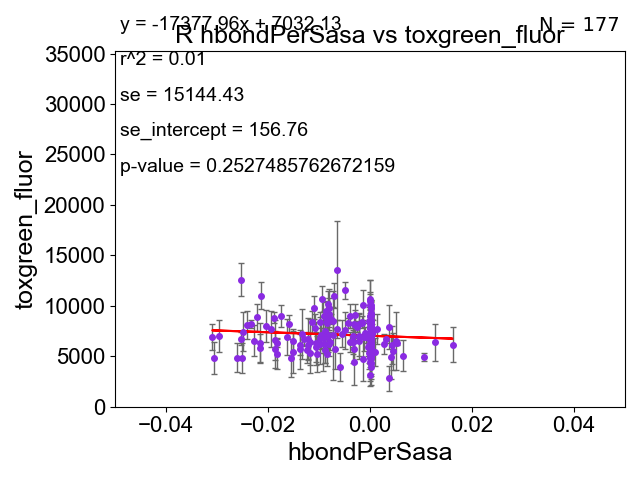 y = -17377.96x + 7032.13
N = 177
R hbondPerSasa vs toxgreen_fluor
r^2 = 0.01
se = 15144.43
se_intercept = 156.76
p-value = 0.2527485762672159
35000
30000
25000
20000
15000
10000
5000
0
toxgreen_fluor
−0.04 −0.02 0.00 0.02 0.04
hbondPerSasa